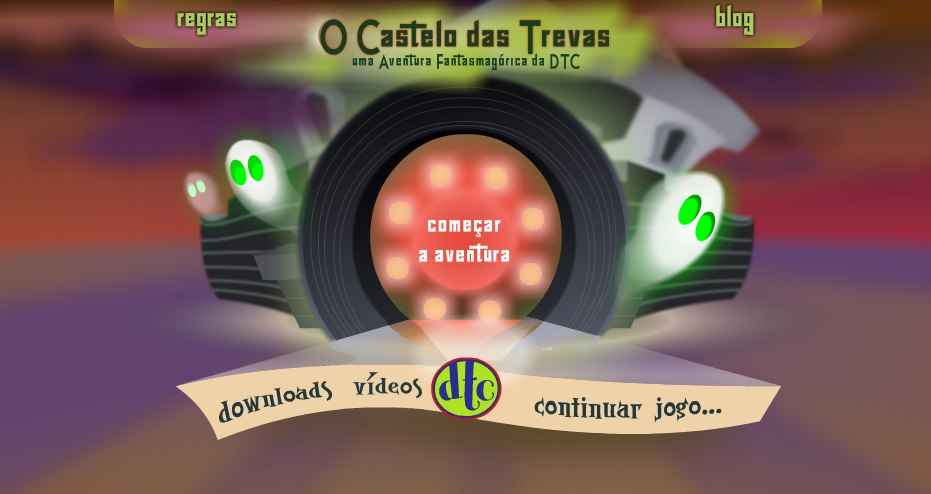 regras
blog
O Castelo das Trevas
uma Aventura Fantasmagórica da DTC
começar
a aventura
downloads vídeos dtc continuar jogo...